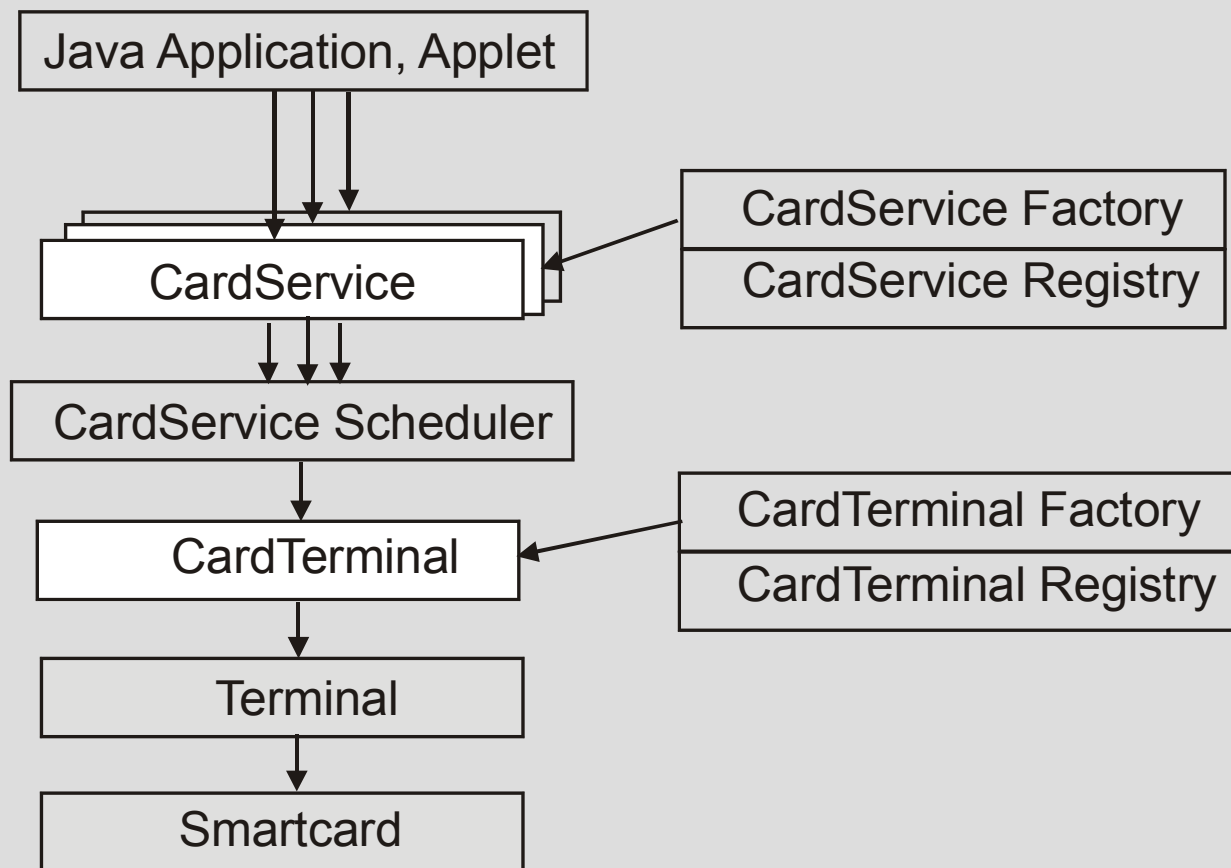 Java Application, Applet
CardService Factory
CardService Registry
CardService
CardService Scheduler
CardTerminal Factory
CardTerminal
CardTerminal Registry
Terminal
Smartcard